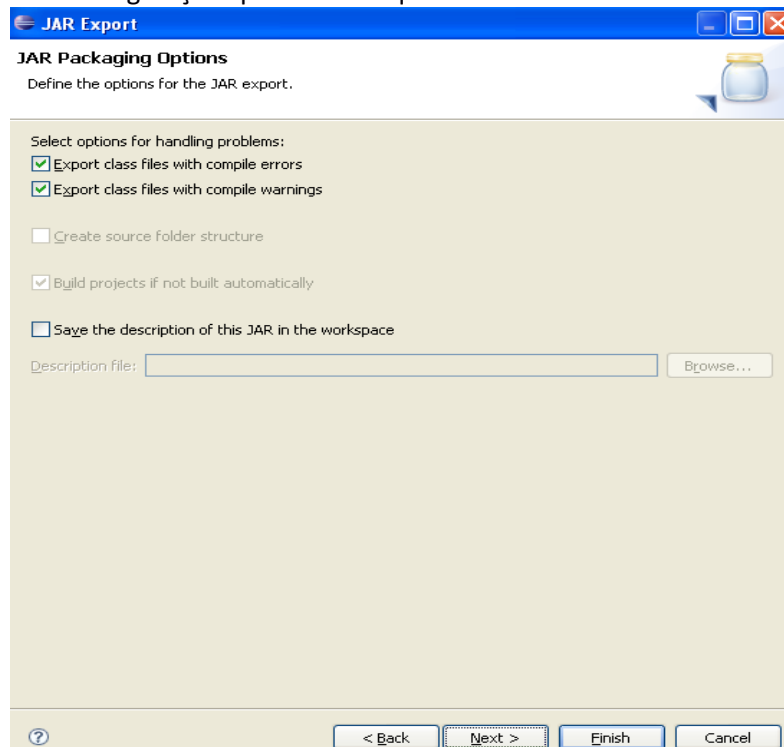 JAR Export
JAR Packaging Options
Define the options for the JAR export.
Select options for handling problems:
Export class files with compile errors
Export class files with compile warnings
Create source folder structure
Build projects if not built automatically
Save the description of this JAR in the workspace
Description file: Browse...
< Back Next > Finish Cancel